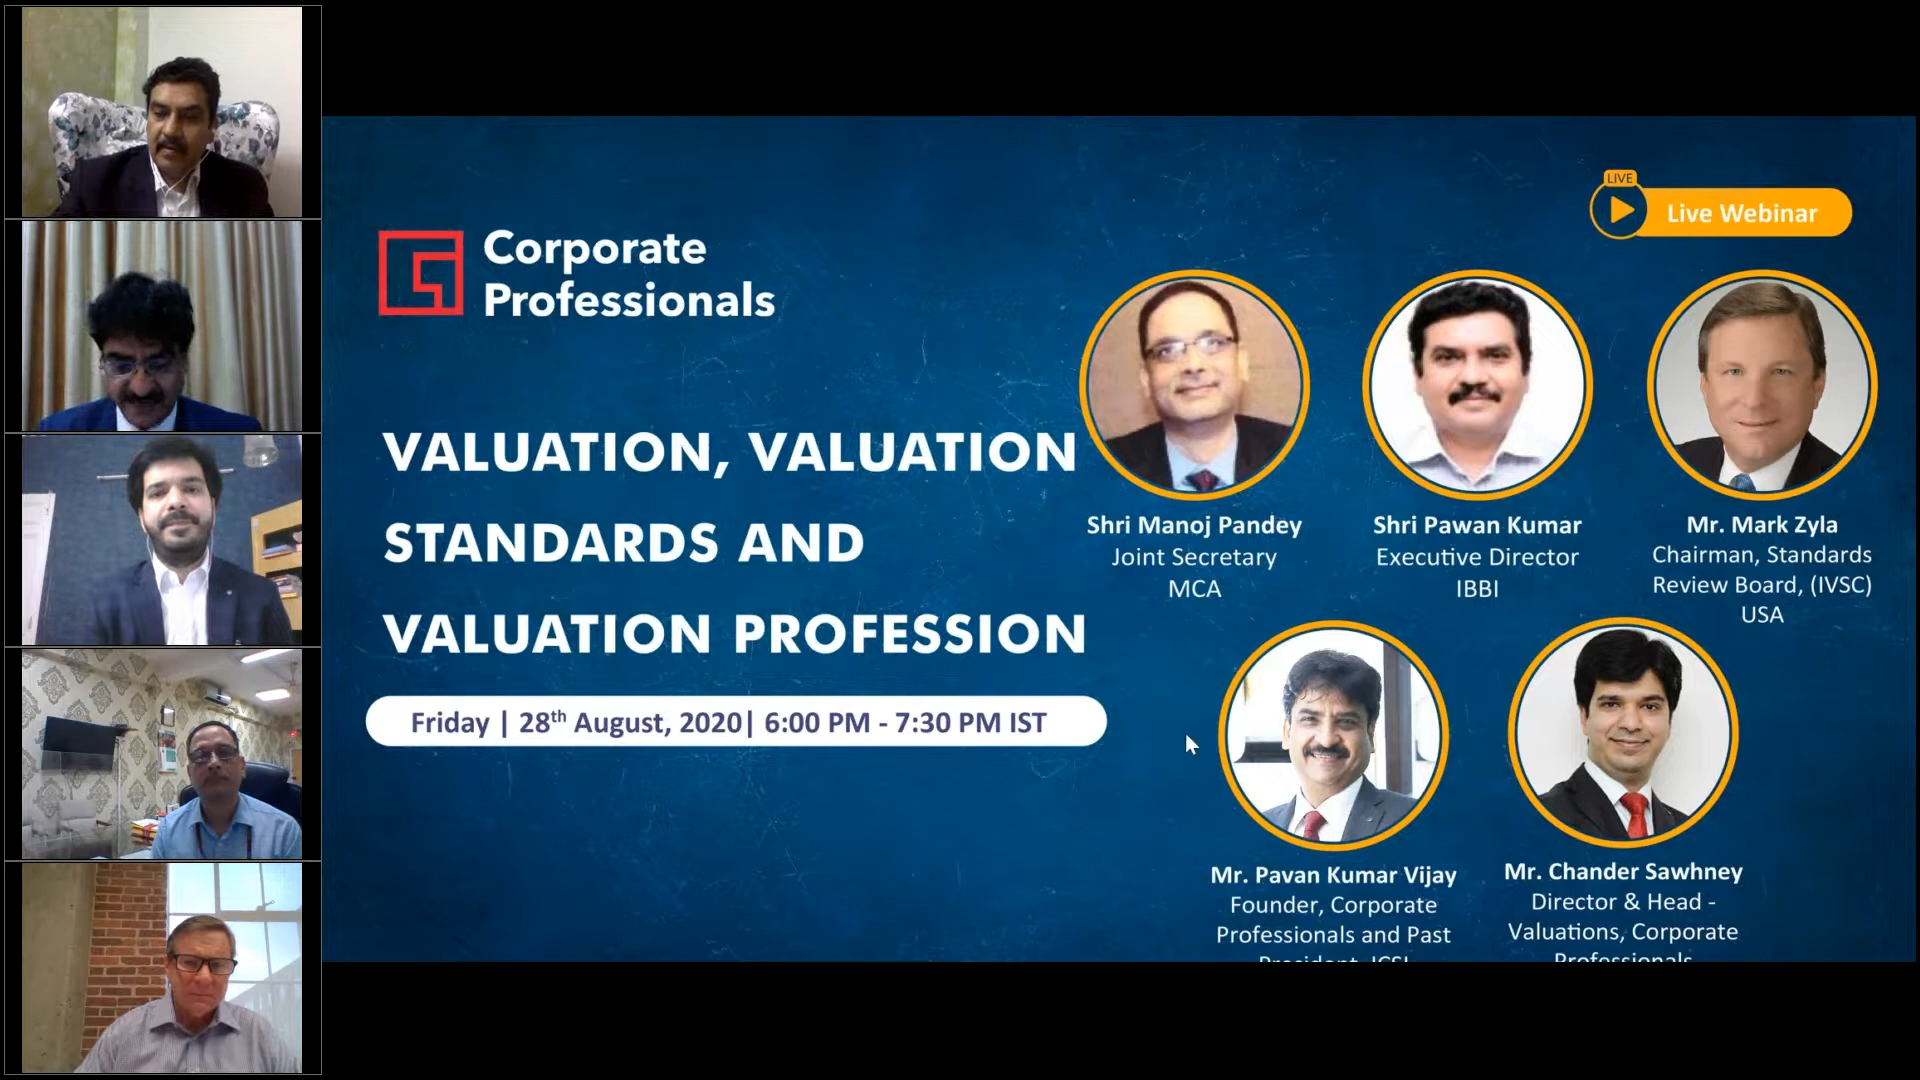 LIVE
Live Webinar
Corporate
Professionals
VALUATION, VALUATION
STANDARDS AND
VALUATION PROFESSION
Friday | 28th August, 2020| 6:00 PM - 7:30 PM IST
Shri Manoj Pandey
Joint Secretary
MCA
Shri Pawan Kumar
Executive Director
IBBI
Mr. Mark Zyla
Chairman, Standards
Review Board, (IVSC)
USA
Mr. Pavan Kumar Vijay
Founder, Corporate
Professionals and Past
President, ICSI
Mr. Chander Sawhney
Director & Head -
Valuations, Corporate
Professionals